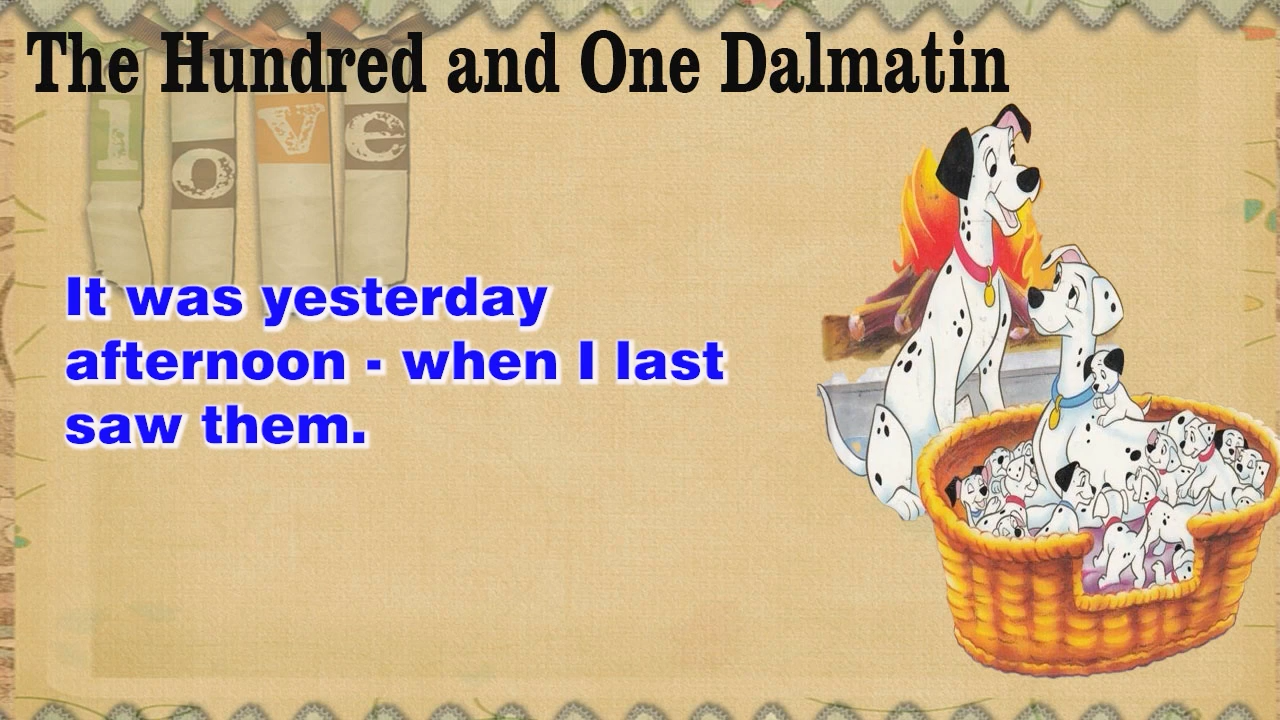 The Hundred and One Dalmatin
love
It was yesterday
afternoon - when I last
saw them.